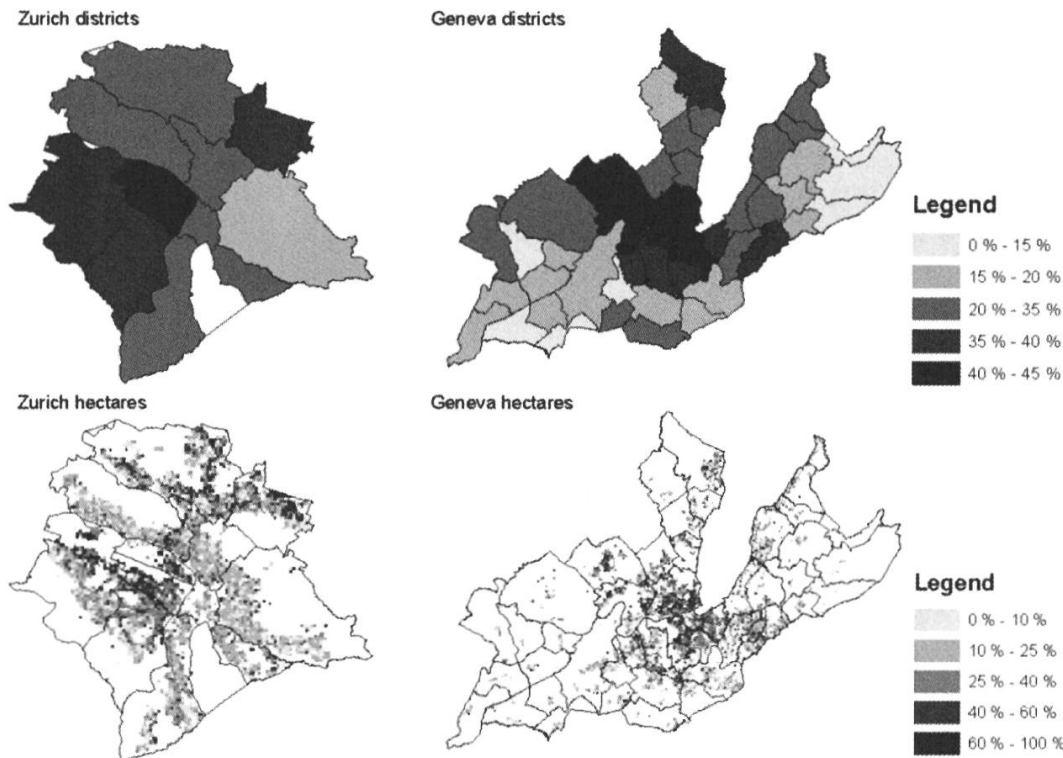 Zurich districts
Geneva districts
Legend
0 % - 15 %
15 % - 20 %
20 % - 35 %
35 % - 40 %
40 % - 45 %
Zurich hectares
Geneva hectares
Legend
0 % - 10 %
10 % - 25 %
25 % - 40 %
40 % - 60 %
60 % - 100 %